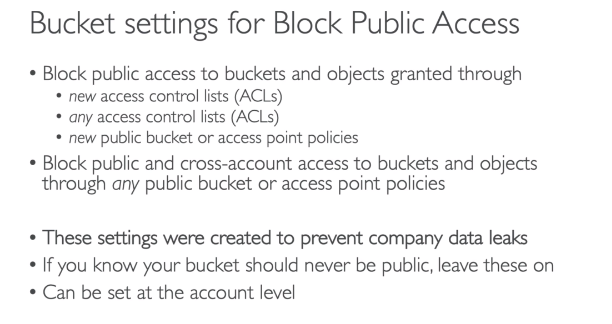 Bucket settings for Block Public Access
• Block public access to buckets and objects granted through
• new access control lists (ACLs)
• any access control lists (ACLs)
• new public bucket or access point policies
• Block public and cross-account access to buckets and objects
through any public bucket or access point policies
• These settings were created to prevent company data leaks
• If you know your bucket should never be public, leave these on
• Can be set at the account level